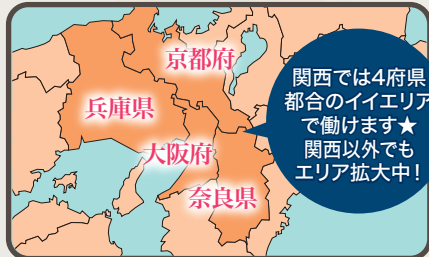 京都府
兵庫県
大阪府
奈良県
関西では4府県
都合のイイエリア
で働けます★
関西以外でも
エリア拡大中!